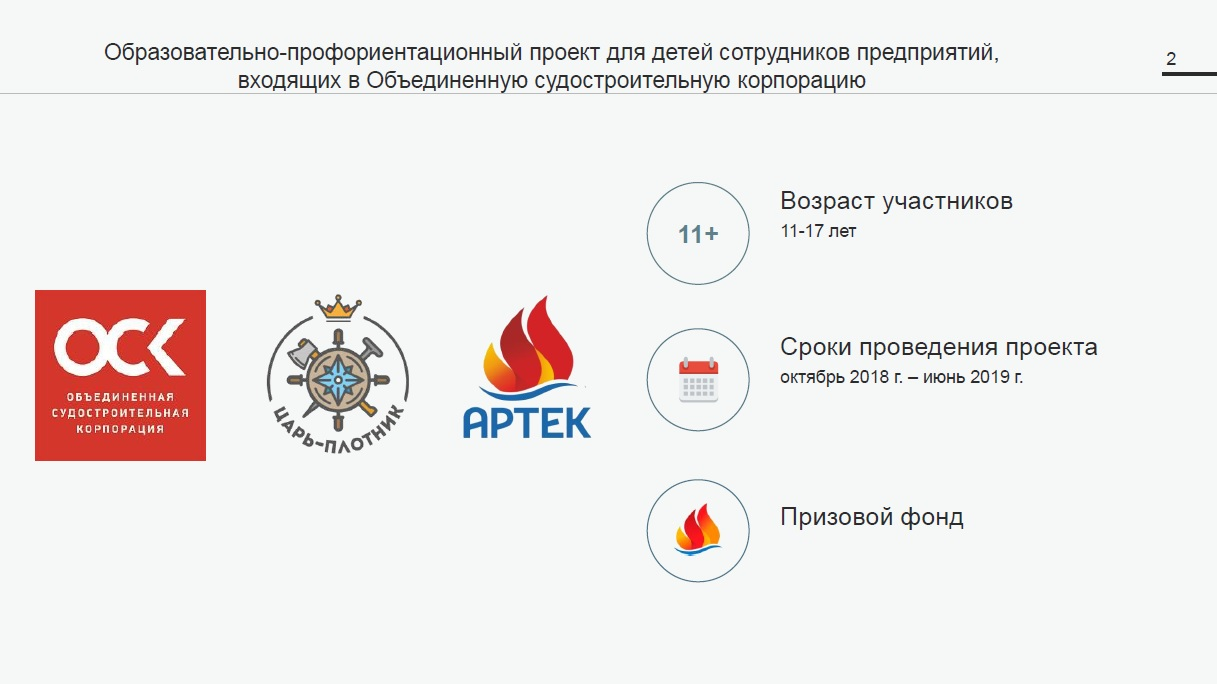 Образовательно-профориентационный проект для детей сотрудников предприятий,
входящих в Объединенную судостроительную корпорацию
2
ОСК
ОБЪЕДИНЕННАЯ
СУДОСТРОИТЕЛЬНАЯ
КОРПОРАЦИЯ
ЦАРЬ-ПЛОТНИК
АРТЕК
11+
Возраст участников
11-17 лет
Сроки проведения проекта
октябрь 2018 г. – июнь 2019 г.
Призовой фонд